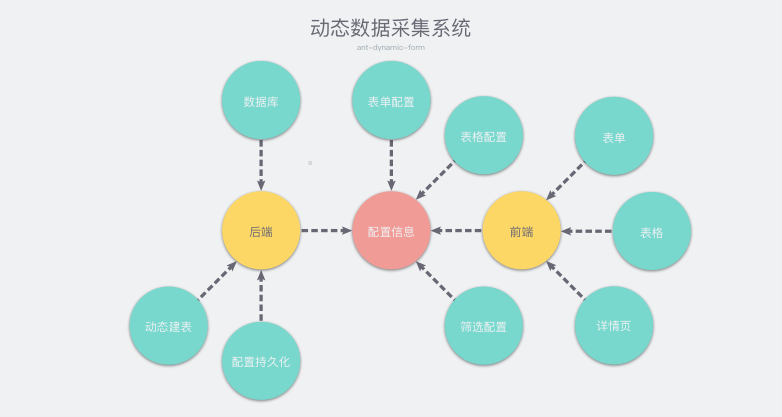 动态数据采集系统
ant-dynamic-form
数据库
表单配置
表格配置
表单
后端
配置信息
前端
表格
动态建表
配置持久化
筛选配置
详情页